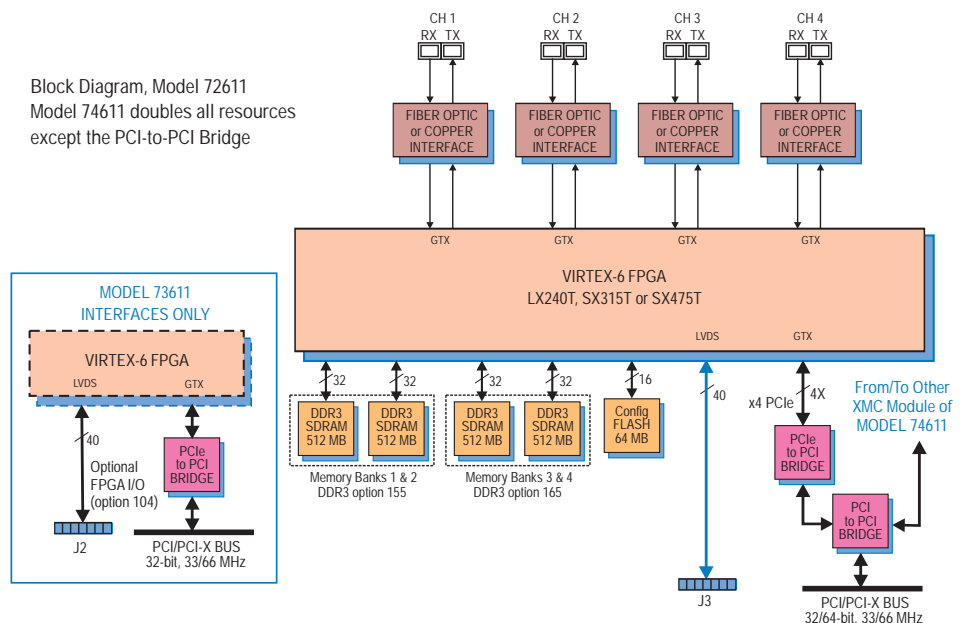 CH 1
RX TX
CH 2
RX TX
CH 3
RX TX
CH 4
RX TX
Block Diagram, Model 72611
Model 74611 doubles all resources
except the PCI-to-PCI Bridge
FIBER OPTIC
or COPPER
INTERFACE
FIBER OPTIC
or COPPER
INTERFACE
FIBER OPTIC
or COPPER
INTERFACE
FIBER OPTIC
or COPPER
INTERFACE
GTX
GTX
GTX
GTX
VIRTEX-6 FPGA
LX240T, SX315T or SX475T
LVDS
GTX
MODEL 73611
INTERFACES ONLY
VIRTEX-6 FPGA
LVDS
GTX
40
Optional
FPGA I/O
(option 104)
PCIe
to PCI
BRIDGE
J2
PCI/PCI-X BUS
32-bit, 33/66 MHz
32
32
32
32
16
40
x4 PCIe
4X
DDR3
SDRAM
512 MB
DDR3
SDRAM
512 MB
DDR3
SDRAM
512 MB
DDR3
SDRAM
512 MB
Config
FLASH
64 MB
Memory Banks 1 & 2
DDR3 option 155
Memory Banks 3 & 4
DDR3 option 165
From/To Other
XMC Module of
MODEL 74611
PCIe
to PCI
BRIDGE
PCI
to PCI
BRIDGE
J3
PCI/PCI-X BUS
32/64-bit, 33/66 MHz